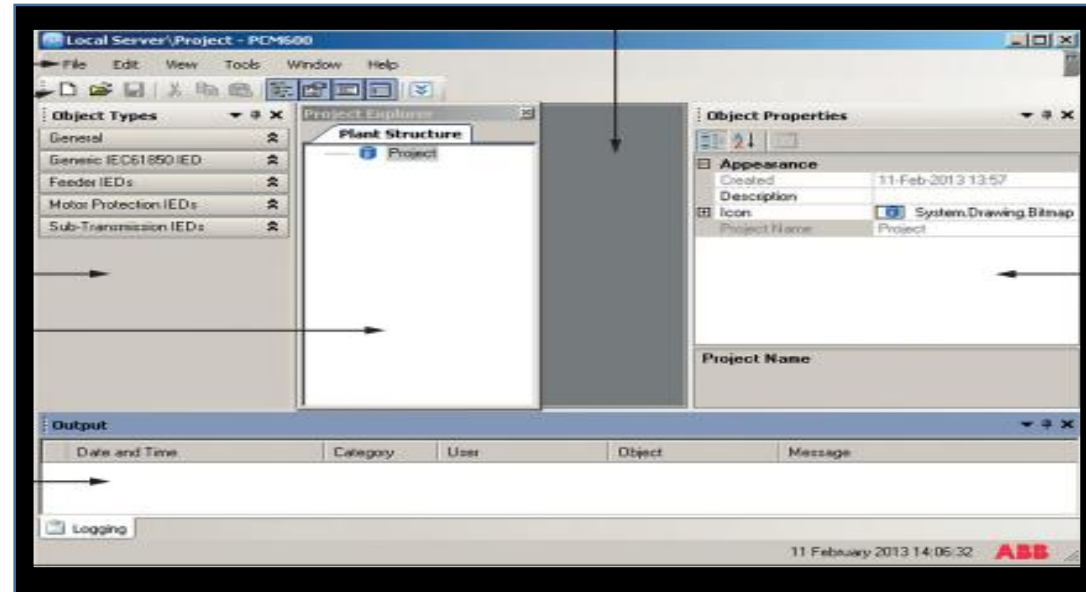 Local Server\Project - PCM600
File Edit View Tools Window Help
Object Types
General
Generic IEC61850 IED
Feeder IEDs
Motor Protection IEDs
Sub-Transmission IEDs
Project Explorer
Plant Structure
Project
Object Properties
Appearance
Created 11-Feb-2013 13:57
Description
Icon System.Drawing.Bitmap
Project Name Project
Project Name
Output
Date and Time Category User Object Message
Logging
11 February 2013 14:06:32 ABB